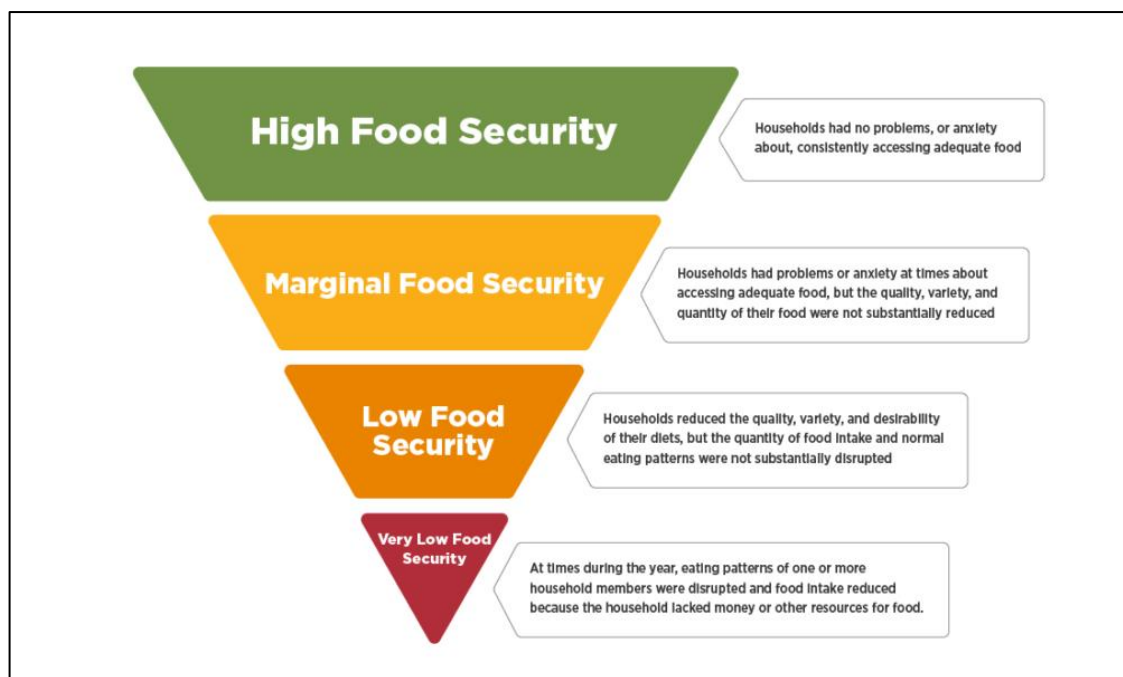 High Food Security
Households had no problems, or anxiety
about, consistently accessing adequate food
Marginal Food Security
Households had problems or anxiety at times about
accessing adequate food, but the quality, variety, and
quantity of their food were not substantially reduced
Low Food
Security
Households reduced the quality, variety, and desirability
of their diets, but the quantity of food intake and normal
eating patterns were not substantially disrupted
Very Low Food
Security
At times during the year, eating patterns of one or more
household members were disrupted and food intake reduced
because the household lacked money or other resources for food.